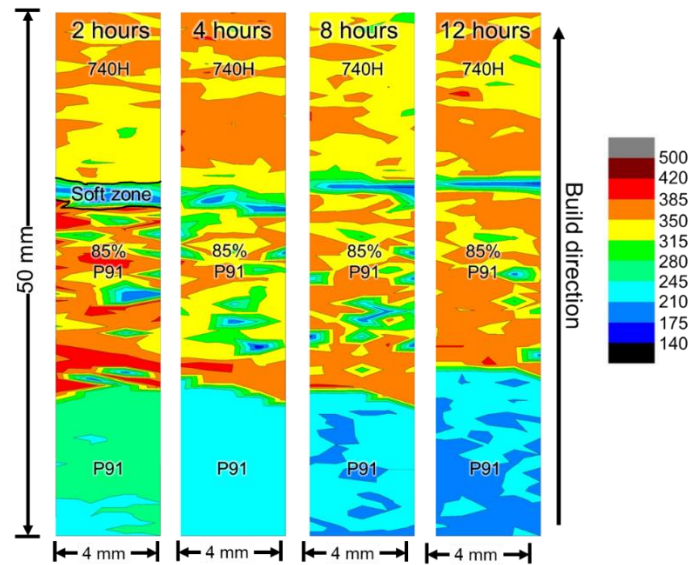 2 hours
4 hours
8 hours
12 hours
740H
740H
740H
740H
Soft zone
85%
P91
85%
P91
85%
P91
85%
P91
P91
P91
P91
P91
50 mm
4 mm
4 mm
4 mm
4 mm
Build direction
500
420
385
350
315
280
245
210
175
140